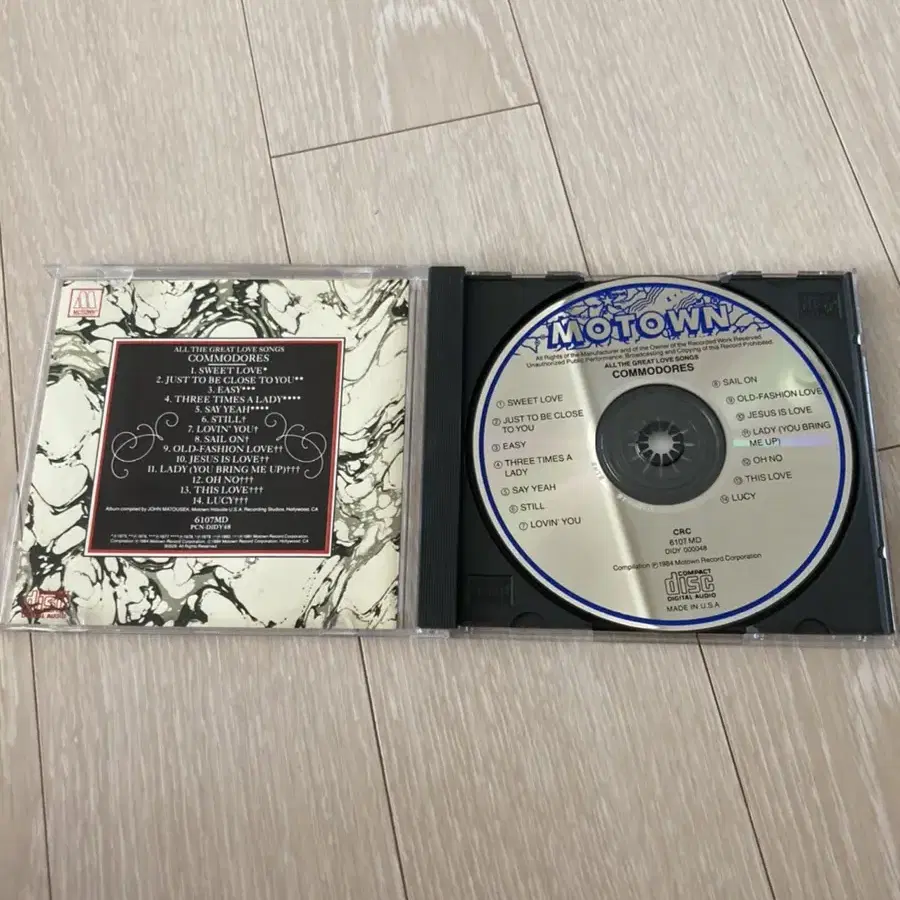 MOTOWN
ALL THE GREAT LOVE SONGS
COMMODORES
1. SWEET LOVE*
2. JUST TO BE CLOSE TO YOU**
3. EASY***
4. THREE TIMES A LADY****
5. SAY YEAH****
6. STILL†
7. LOVIN' YOU†
8. SAIL ON†
9. OLD-FASHION LOVE††
10. JESUS IS LOVE††
11. LADY (YOU BRING ME UP)†††
12. OH NO†††
13. THIS LOVE†††
14. LUCY†††
Album compiled by JOHN MATOUSEK, Motown/Hitsville U.S.A. Recording Studios, Hollywood, CA
6107MD
PCN-DIDY48
MOTOWN
All Rights of the Manufacturer and of the Owner of the Recorded Work Reserved.
Unauthorized Public Performance, Broadcasting and Copying of this Record Prohibited.
ALL THE GREAT LOVE SONGS
COMMODORES
1 SWEET LOVE
2 JUST TO BE CLOSE
TO YOU
3 EASY
4 THREE TIMES A
LADY
5 SAY YEAH
6 STILL
7 LOVIN' YOU
8 SAIL ON
9 OLD-FASHION LOVE
10 JESUS IS LOVE
11 LADY (YOU BRING
ME UP)
12 OH NO
13 THIS LOVE
14 LUCY
CRC
6107 MD
DIDY 000048
Compilation ℗1984 Motown Record Corporation
COMPACT
disc
DIGITAL AUDIO
MADE IN U.S.A